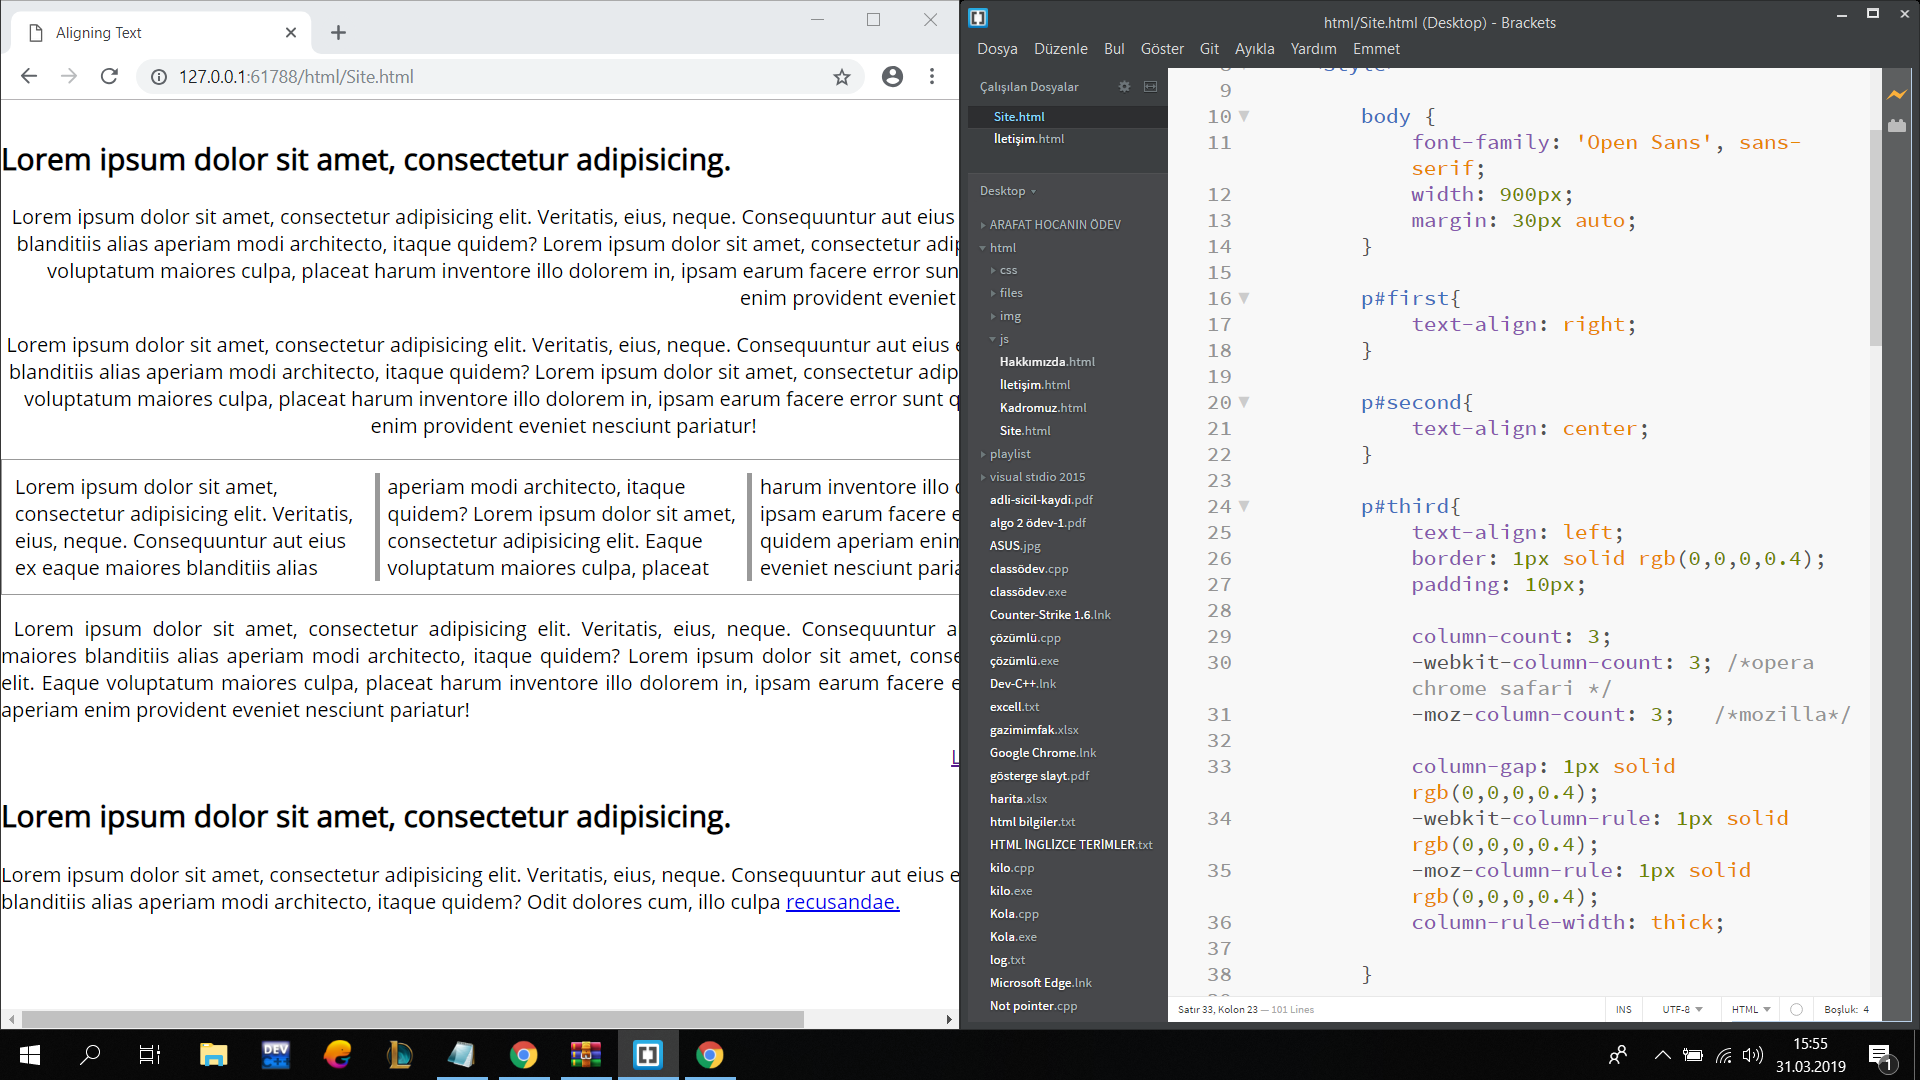 Aligning Text
127.0.0.1:61788/html/Site.html
Lorem ipsum dolor sit amet, consectetur adipisicing.
Lorem ipsum dolor sit amet, consectetur adipisicing elit. Veritatis, eius, neque. Consequuntur aut eius
blanditiis alias aperiam modi architecto, itaque quidem? Lorem ipsum dolor sit amet, consectetur adip
voluptatum maiores culpa, placeat harum inventore illo dolorem in, ipsam earum facere error sun
enim provident eveniet
Lorem ipsum dolor sit amet, consectetur adipisicing elit. Veritatis, eius, neque. Consequuntur aut eius e
blanditiis alias aperiam modi architecto, itaque quidem? Lorem ipsum dolor sit amet, consectetur adip
voluptatum maiores culpa, placeat harum inventore illo dolorem in, ipsam earum facere error sunt q
enim provident eveniet nesciunt pariatur!
Lorem ipsum dolor sit amet,
consectetur adipisicing elit. Veritatis,
eius, neque. Consequuntur aut eius
ex eaque maiores blanditiis alias
aperiam modi architecto, itaque
quidem? Lorem ipsum dolor sit amet,
consectetur adipisicing elit. Eaque
voluptatum maiores culpa, placeat
harum inventore illo d
ipsam earum facere e
quidem aperiam enim
eveniet nesciunt paria
Lorem ipsum dolor sit amet, consectetur adipisicing elit. Veritatis, eius, neque. Consequuntur a
maiores blanditiis alias aperiam modi architecto, itaque quidem? Lorem ipsum dolor sit amet, conse
elit. Eaque voluptatum maiores culpa, placeat harum inventore illo dolorem in, ipsam earum facere e
aperiam enim provident eveniet nesciunt pariatur!
L
Lorem ipsum dolor sit amet, consectetur adipisicing.
Lorem ipsum dolor sit amet, consectetur adipisicing elit. Veritatis, eius, neque. Consequuntur aut eius e
blanditiis alias aperiam modi architecto, itaque quidem? Odit dolores cum, illo culpa recusandae.
html/Site.html (Desktop) - Brackets
Dosya Düzenle Bul Göster Git Ayıkla Yardım Emmet
Çalışılan Dosyalar
Site.html
İletişim.html
Desktop
ARAFAT HOCANIN ÖDEV
html
css
files
img
js
Hakkımızda.html
İletişim.html
Kadromuz.html
Site.html
playlist
visual stıdio 2015
adli-sicil-kaydi.pdf
algo 2 ödev-1.pdf
ASUS.jpg
classödev.cpp
classödev.exe
Counter-Strike 1.6.lnk
çözümlü.cpp
çözümlü.exe
Dev-C++.lnk
excell.txt
gazimimfak.xlsx
Google Chrome.lnk
gösterge slayt.pdf
harita.xlsx
html bilgiler.txt
HTML İNGLİZCE TERİMLER.txt
kilo.cpp
kilo.exe
Kola.cpp
Kola.exe
log.txt
Microsoft Edge.lnk
Not pointer.cpp
8 <style>
9
10 body {
11 font-family: 'Open Sans', sans-
serif;
12 width: 900px;
13 margin: 30px auto;
14 }
15
16 p#first{
17 text-align: right;
18 }
19
20 p#second{
21 text-align: center;
22 }
23
24 p#third{
25 text-align: left;
26 border: 1px solid rgb(0,0,0,0.4);
27 padding: 10px;
28
29 column-count: 3;
30 -webkit-column-count: 3; /*opera
chrome safari */
31 -moz-column-count: 3; /*mozilla*/
32
33 column-gap: 1px solid
rgb(0,0,0,0.4);
34 -webkit-column-rule: 1px solid
rgb(0,0,0,0.4);
35 -moz-column-rule: 1px solid
rgb(0,0,0,0.4);
36 column-rule-width: thick;
37
38 }
Satır 33, Kolon 23 — 101 Lines
INS UTF-8 HTML Boşluk: 4
DEV C++
15:55
31.03.2019
1